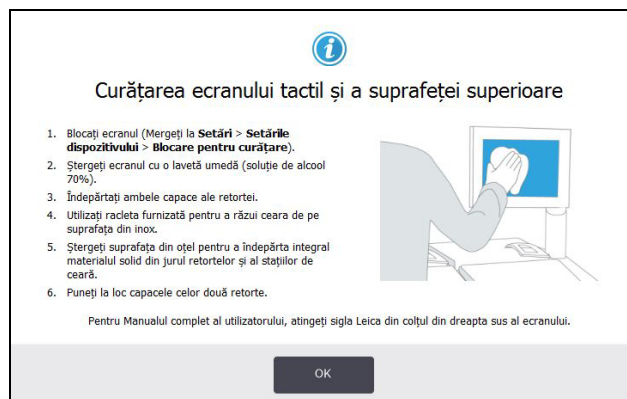 Curățarea ecranului tactil și a suprafeței superioare
1. Blocați ecranul (Mergeți la Setări > Setările
dispozitivului > Blocare pentru curățare).
2. Ștergeți ecranul cu o lavetă umedă (soluție de alcool
70%).
3. Îndepărtați ambele capace ale retortei.
4. Utilizați racleta furnizată pentru a răzui ceara de pe
suprafața din inox.
5. Ștergeți suprafața din oțel pentru a îndepărta integral
materialul solid din jurul retortelor și al stațiilor de
ceară.
6. Puneți la loc capacele celor două retorte.
Pentru Manualul complet al utilizatorului, atingeți sigla Leica din colțul din dreapta sus al ecranului.
OK